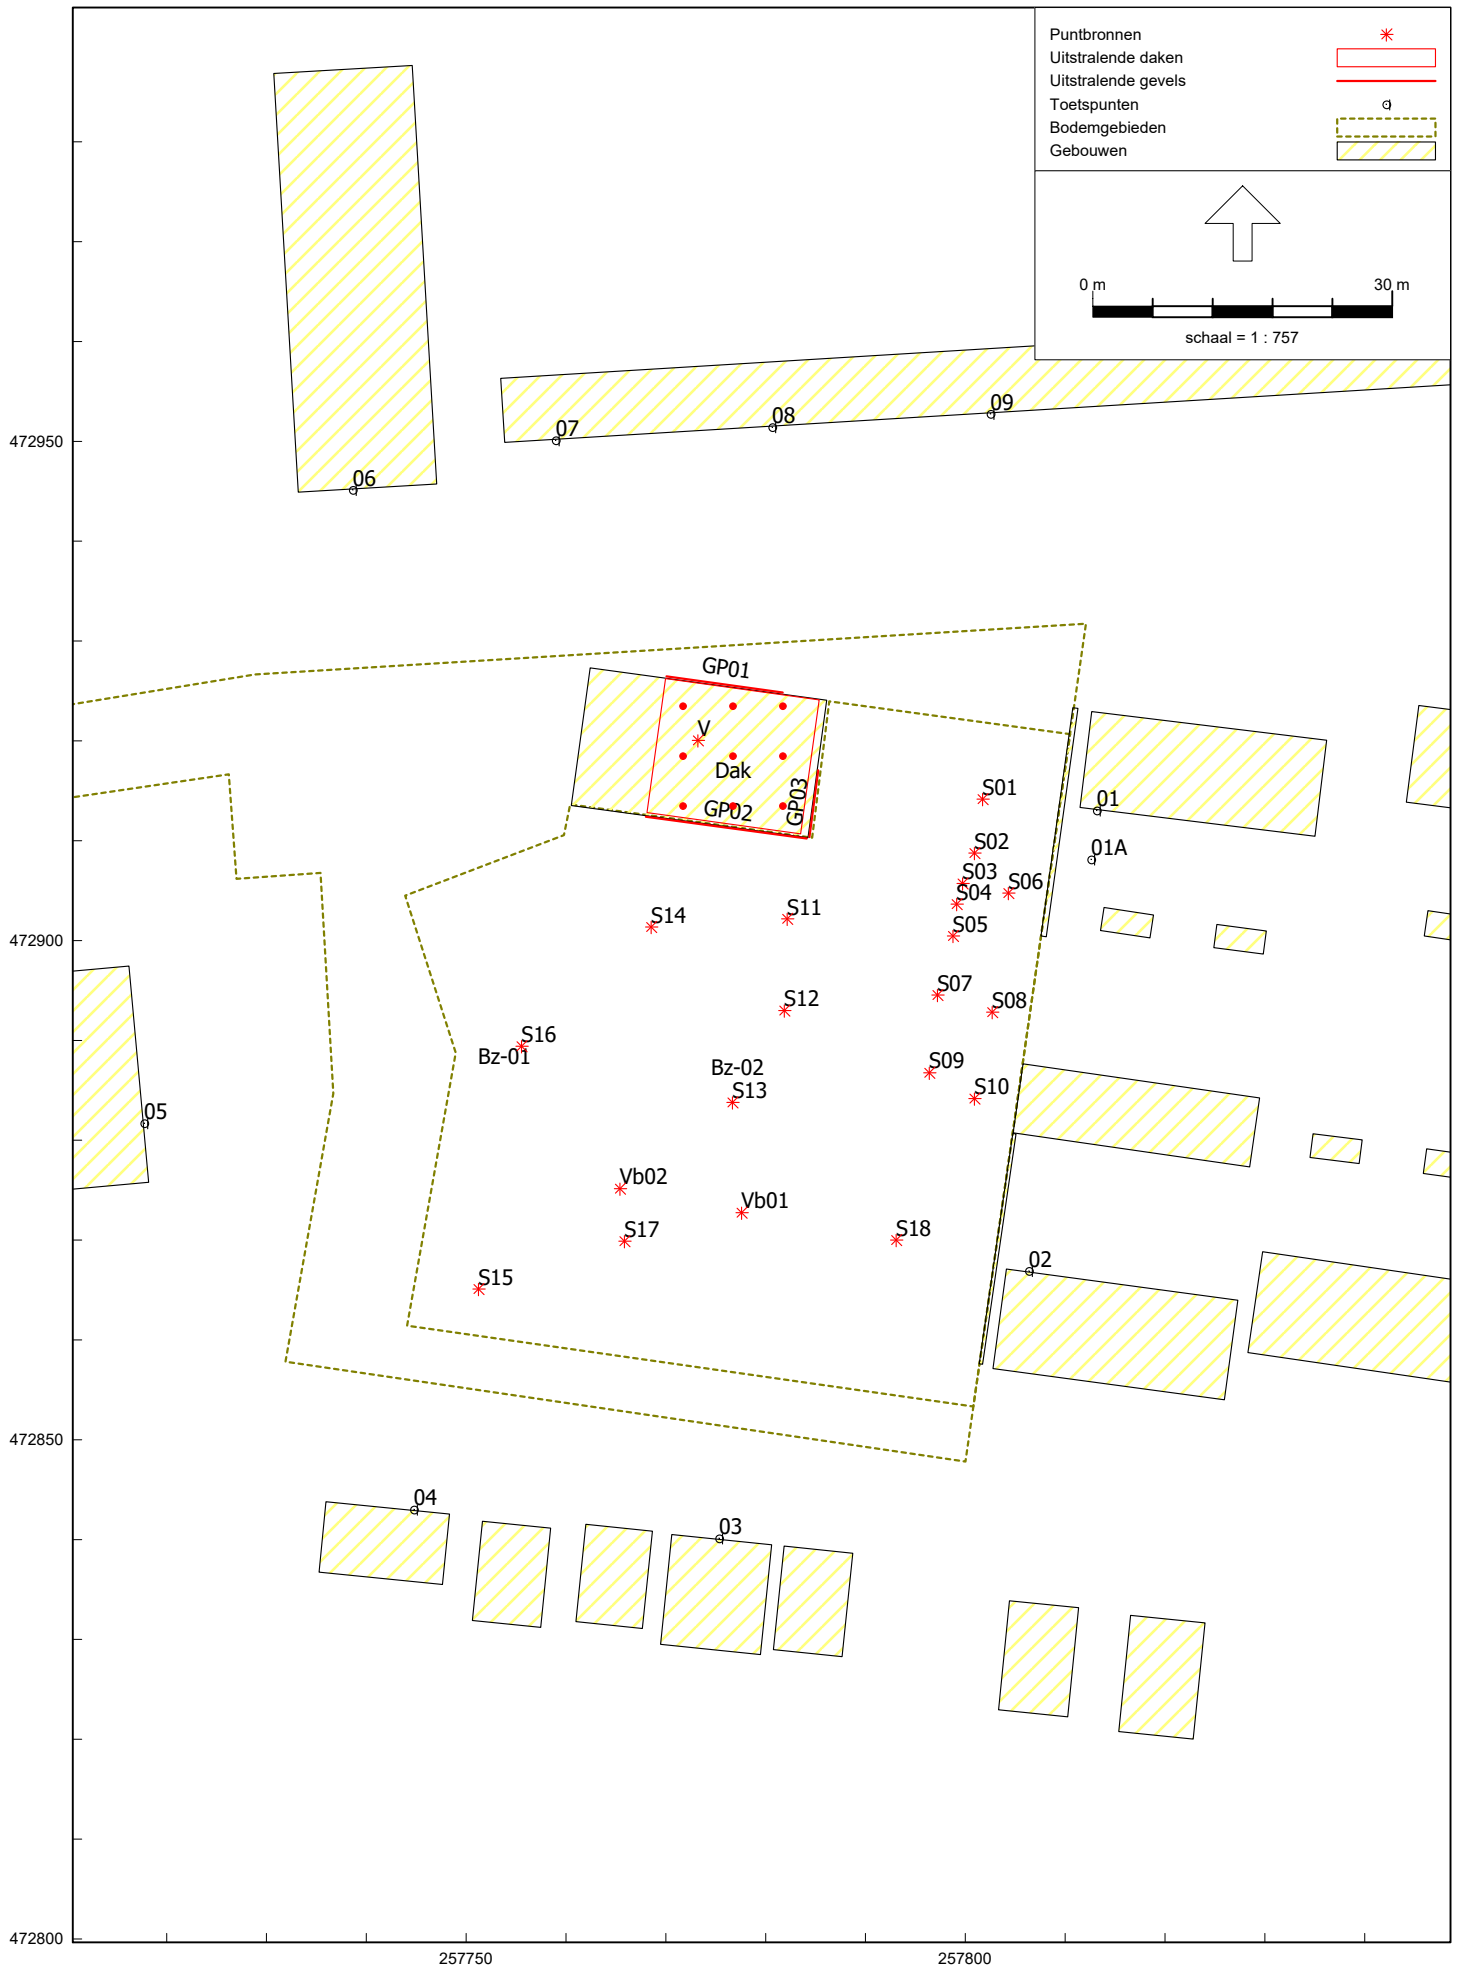 Puntbronnen
Uitstralende daken
Uitstralende gevels
Toetspunten
Bodemgebieden
Gebouwen
0 m 30 m
schaal = 1 : 757
09
08
07
472950
06
GP01
V
Dak
GP03
GP02
S01
01
S02
01A
S03
S06
S04
S11
S14
S05
472900
S07
S12
S08
S16
Bz-01
Bz-02
S09
S13
S10
05
Vb02
Vb01
S17
S18
02
S15
472850
04
03
472800
257750 257800